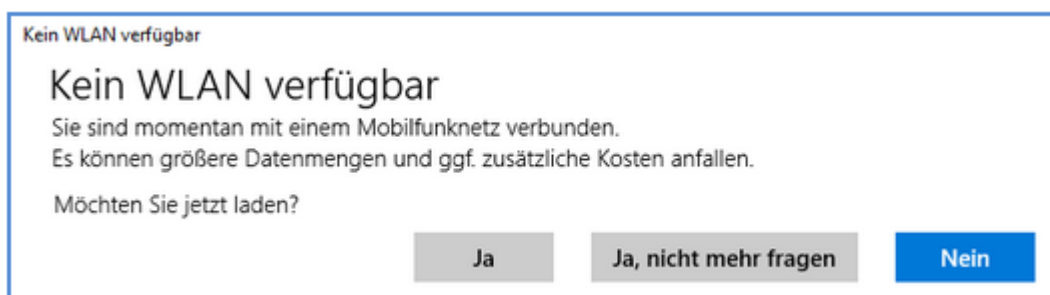 Kein WLAN verfügbar
Kein WLAN verfügbar
Sie sind momentan mit einem Mobilfunknetz verbunden.
Es können größere Datenmengen und ggf. zusätzliche Kosten anfallen.
Möchten Sie jetzt laden?
Ja
Ja, nicht mehr fragen
Nein